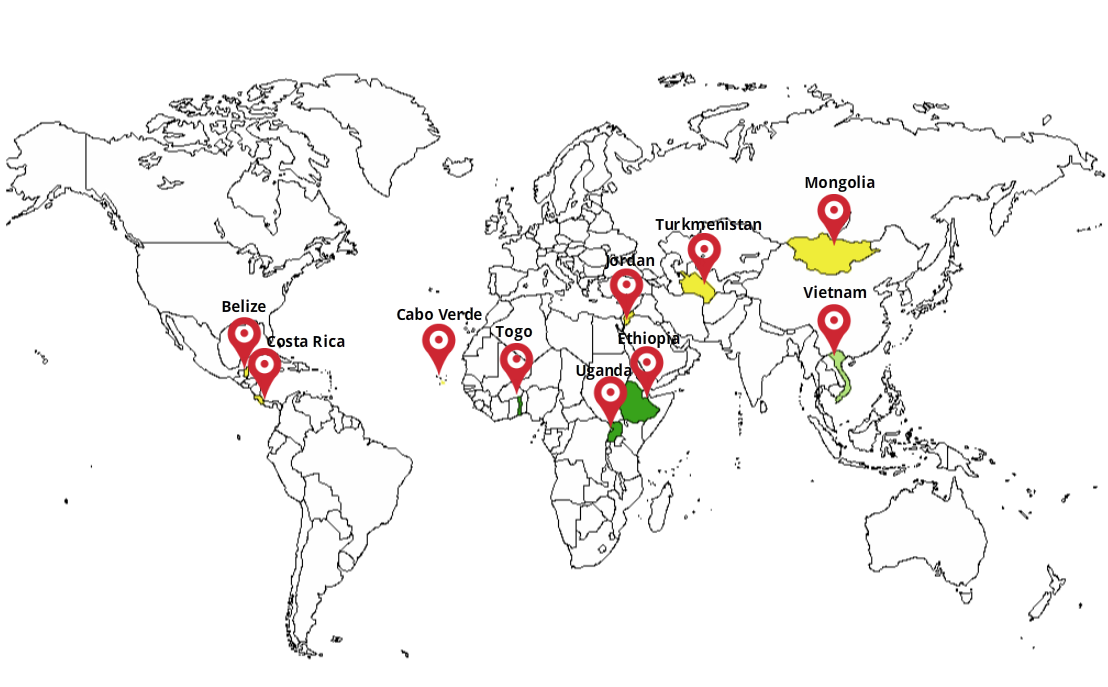 Mongolia
Turkmenistan
Jordan
Vietnam
Belize
Cabo Verde
Togo
Ethiopia
Costa Rica
Uganda